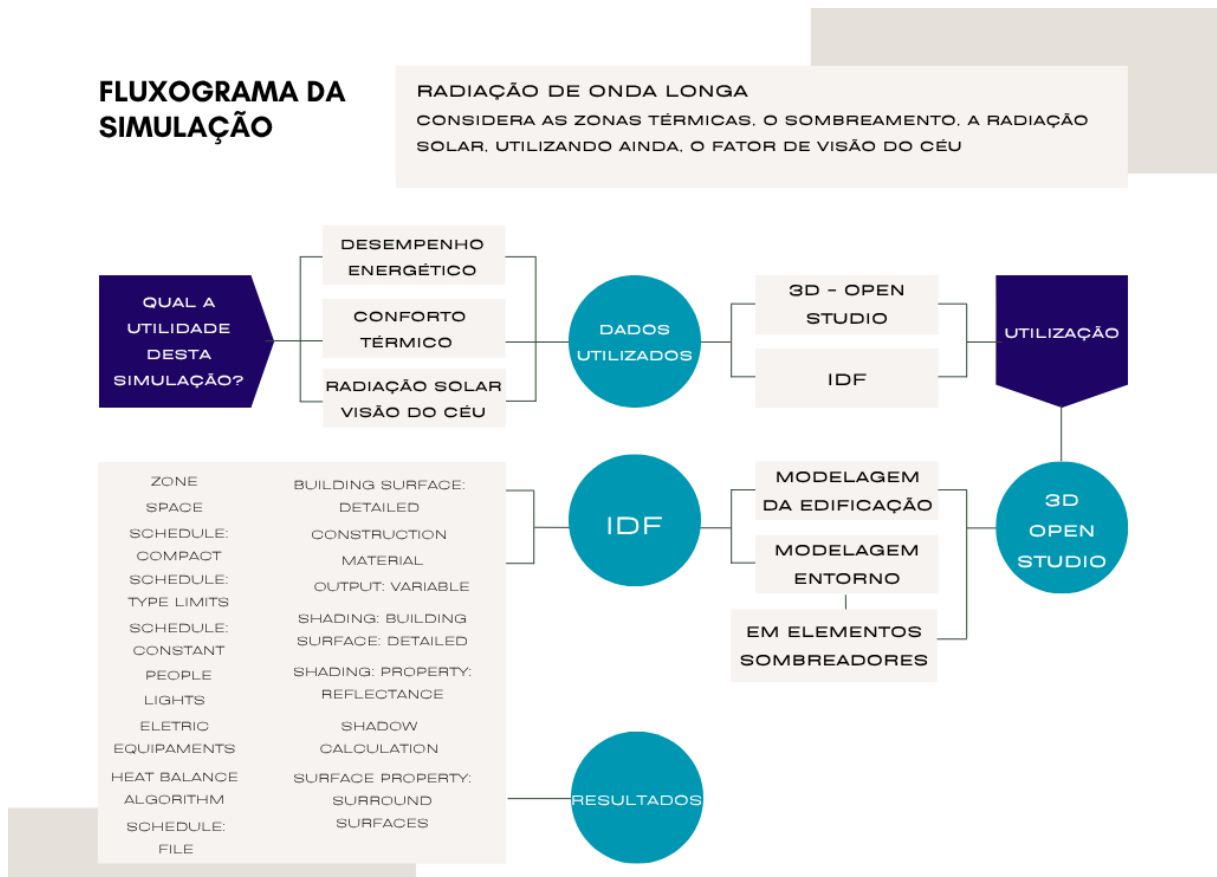 FLUXOGRAMA DA
SIMULAÇÃO
RADIAÇÃO DE ONDA LONGA
CONSIDERA AS ZONAS TÉRMICAS, O SOMBREAMENTO, A RADIAÇÃO
SOLAR, UTILIZANDO AINDA, O FATOR DE VISÃO DO CÉU
QUAL A
UTILIDADE
DESTA
SIMULAÇÃO?
DESEMPENHO
ENERGÉTICO
CONFORTO
TÉRMICO
RADIAÇÃO SOLAR
VISÃO DO CÉU
DADOS
UTILIZADOS
3D - OPEN
STUDIO
IDF
UTILIZAÇÃO
3D
OPEN
STUDIO
MODELAGEM
DA EDIFICAÇÃO
MODELAGEM
ENTORNO
EM ELEMENTOS
SOMBREADORES
IDF
ZONE
SPACE
SCHEDULE:
COMPACT
SCHEDULE:
TYPE LIMITS
SCHEDULE:
CONSTANT
PEOPLE
LIGHTS
ELETRIC
EQUIPAMENTS
HEAT BALANCE
ALGORITHM
SCHEDULE:
FILE
BUILDING SURFACE:
DETAILED
CONSTRUCTION
MATERIAL
OUTPUT: VARIABLE
SHADING: BUILDING
SURFACE: DETAILED
SHADING: PROPERTY:
REFLECTANCE
SHADOW
CALCULATION
SURFACE PROPERTY:
SURROUND
SURFACES
RESULTADOS